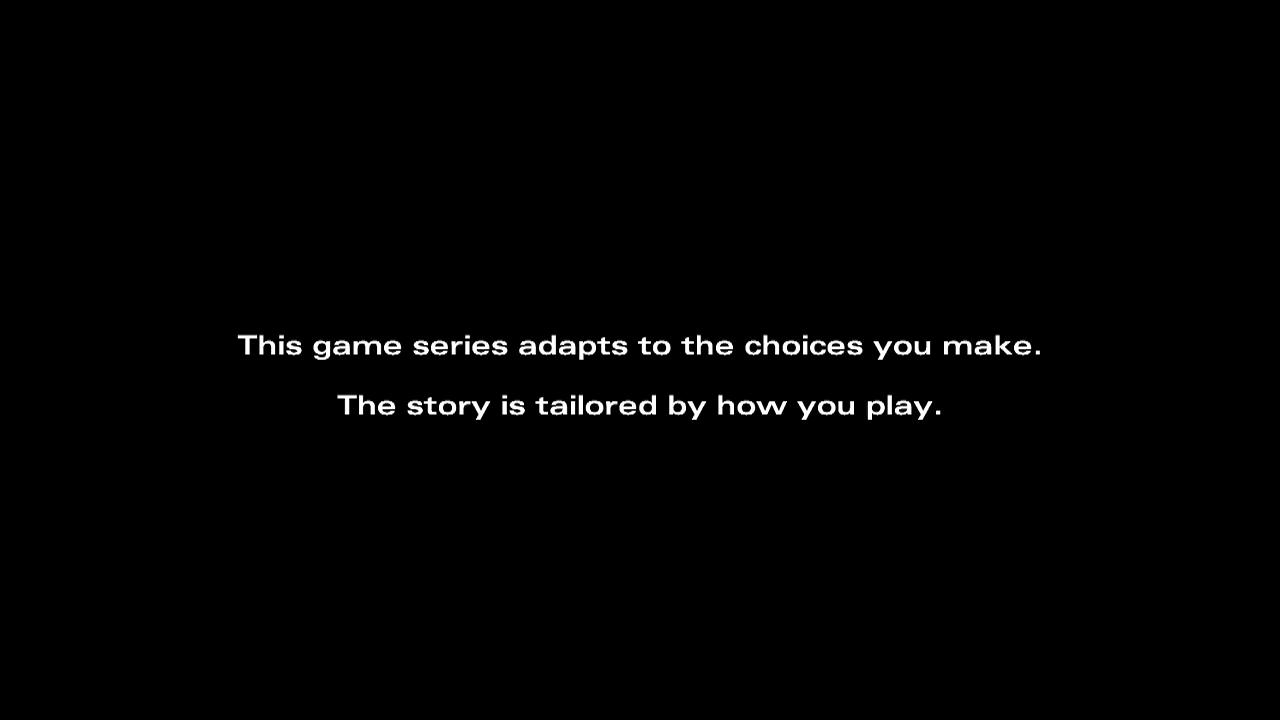 This game series adapts to the choices you make.
The story is tailored by how you play.